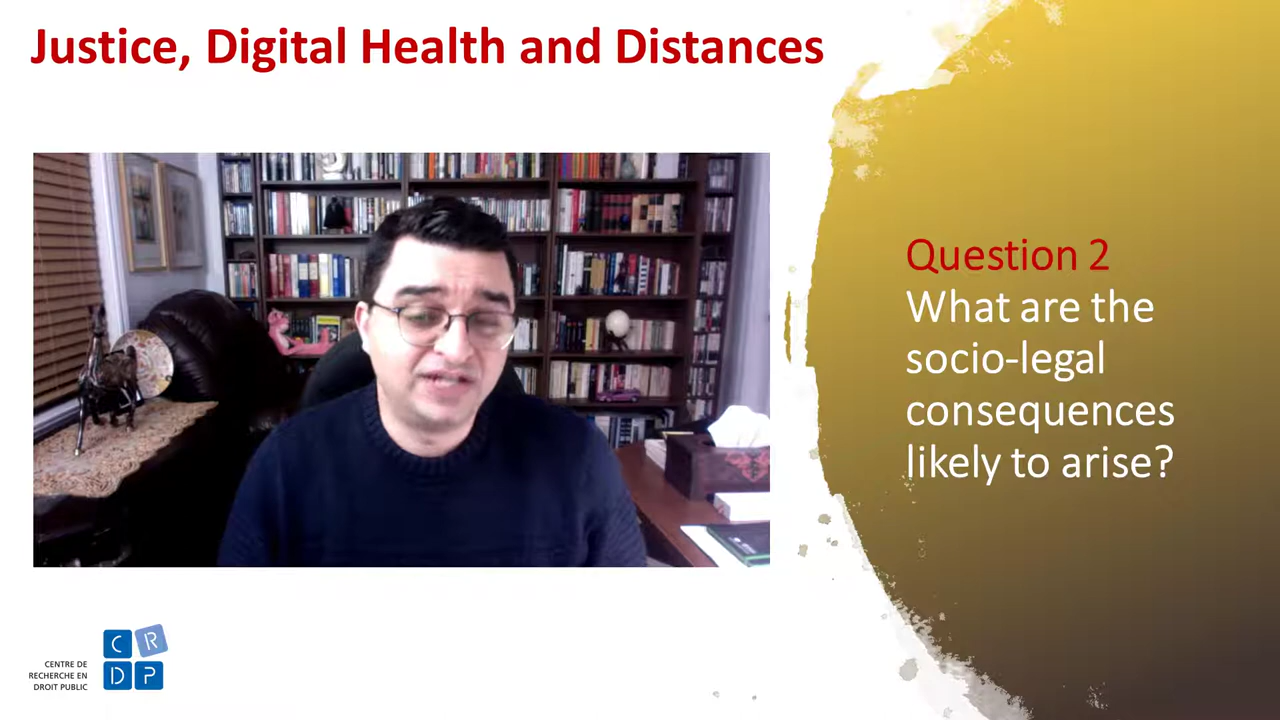 Justice, Digital Health and Distances
Question 2
What are the
socio-legal
consequences
likely to arise?
CENTRE DE
RECHERCHE EN
DROIT PUBLIC
C R
D P